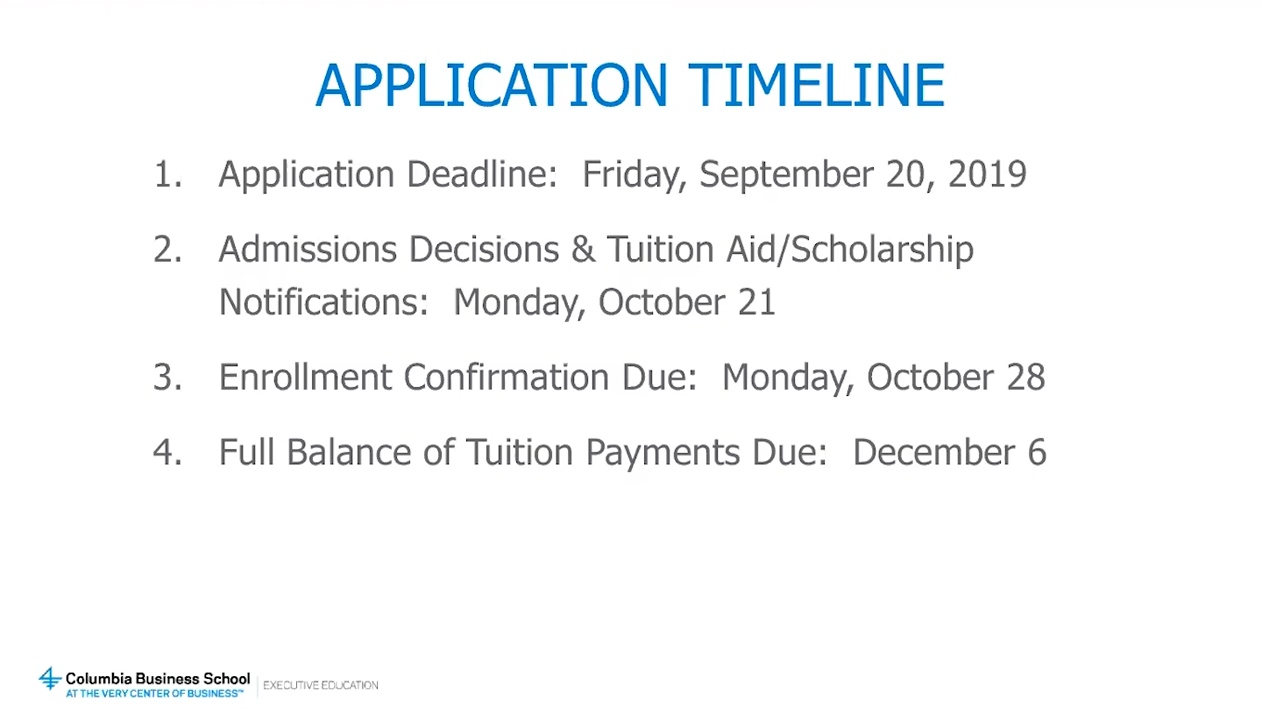 APPLICATION TIMELINE
1. Application Deadline: Friday, September 20, 2019
2. Admissions Decisions & Tuition Aid/Scholarship
Notifications: Monday, October 21
3. Enrollment Confirmation Due: Monday, October 28
4. Full Balance of Tuition Payments Due: December 6
Columbia Business School
AT THE VERY CENTER OF BUSINESS™
EXECUTIVE EDUCATION